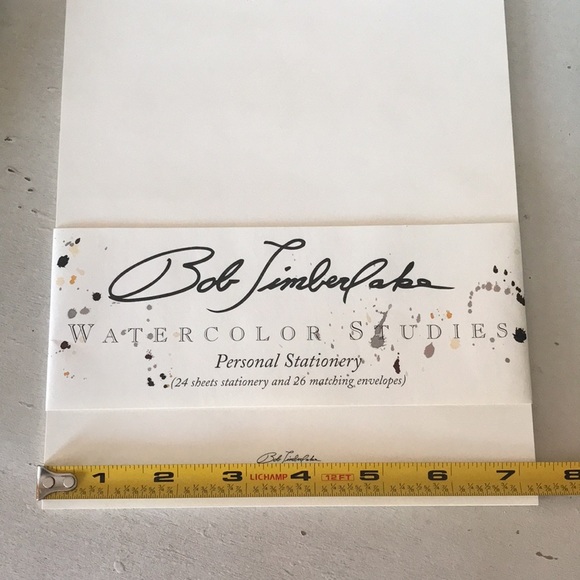 Bob Timberlake
WATERCOLOR STUDIES
Personal Stationery
(24 sheets stationery and 26 matching envelopes)
Bob Timberlake
1 2 3 LICHAMP 4 12FT 5 6 7 8